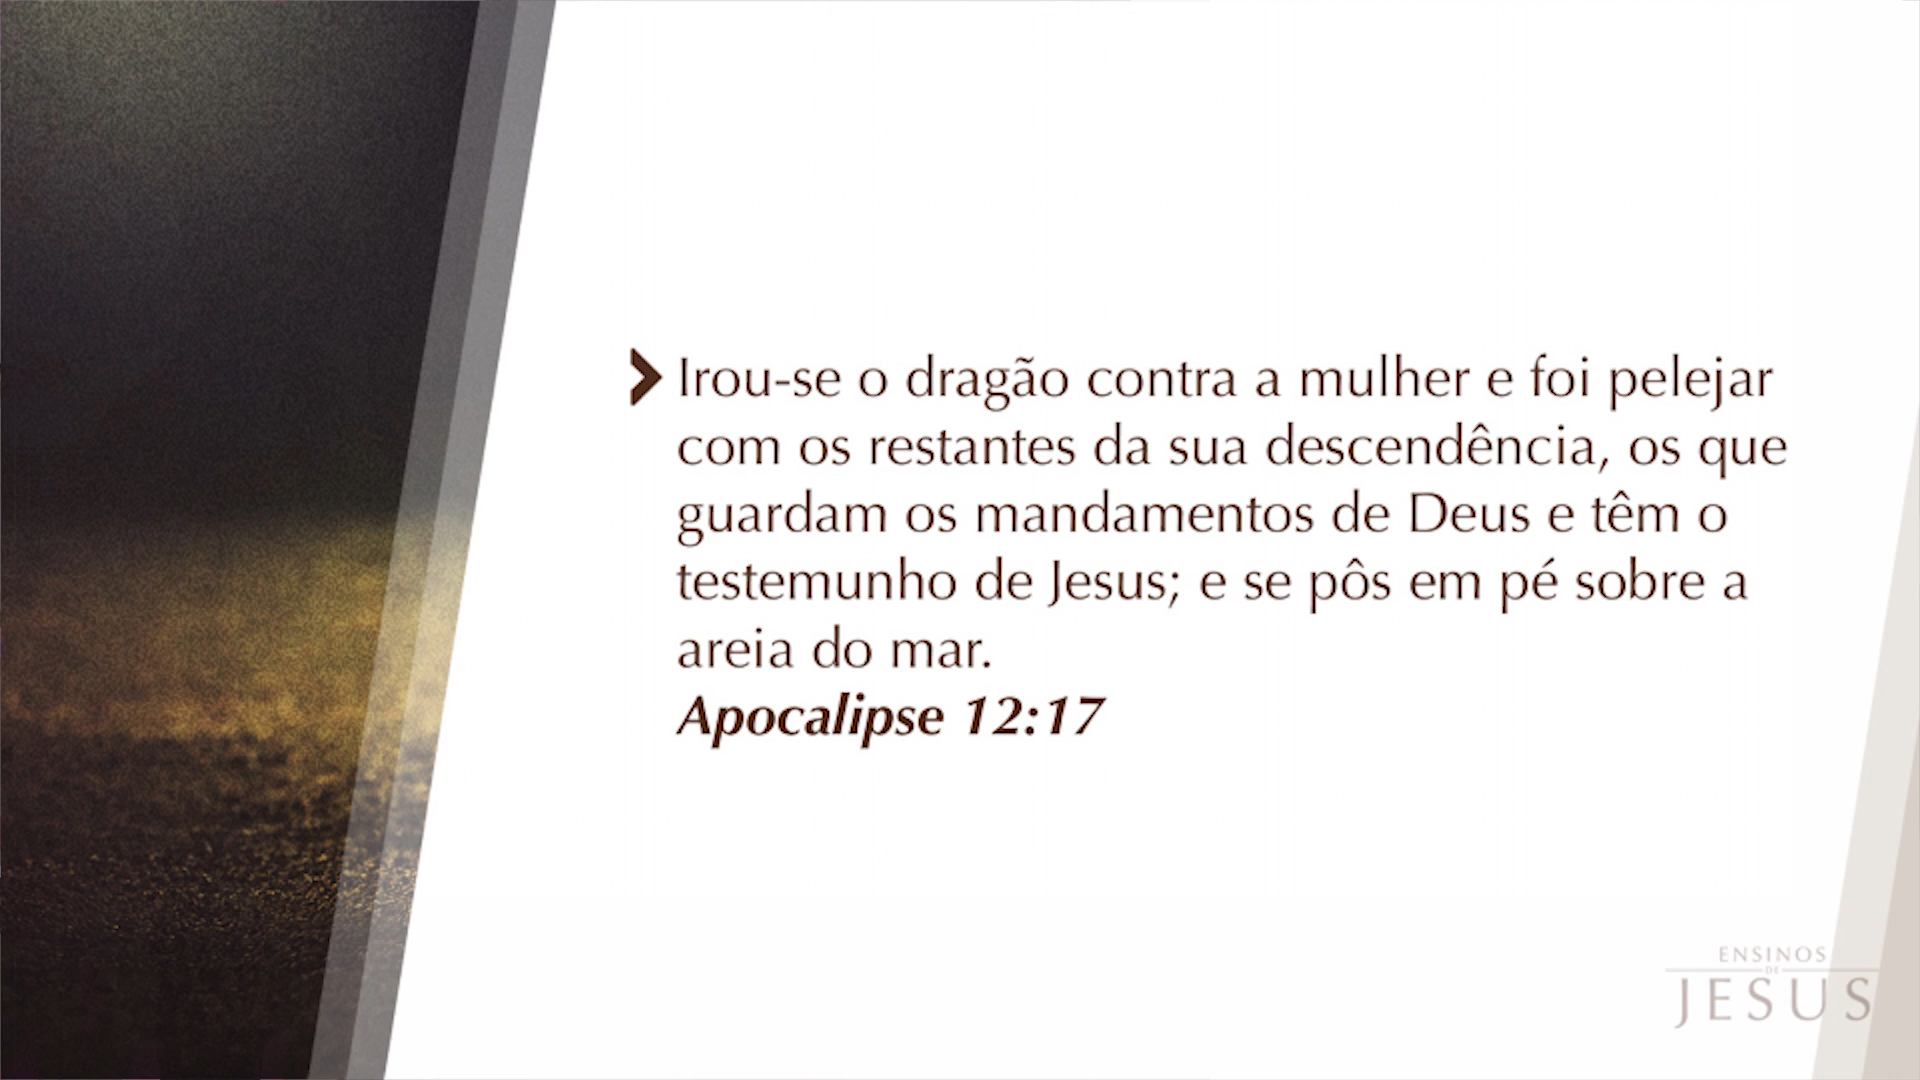 Irou-se o dragão contra a mulher e foi pelejar
com os restantes da sua descendência, os que
guardam os mandamentos de Deus e têm o
testemunho de Jesus; e se pôs em pé sobre a
areia do mar.
Apocalipse 12:17
ENSINOS
DE
JESUS